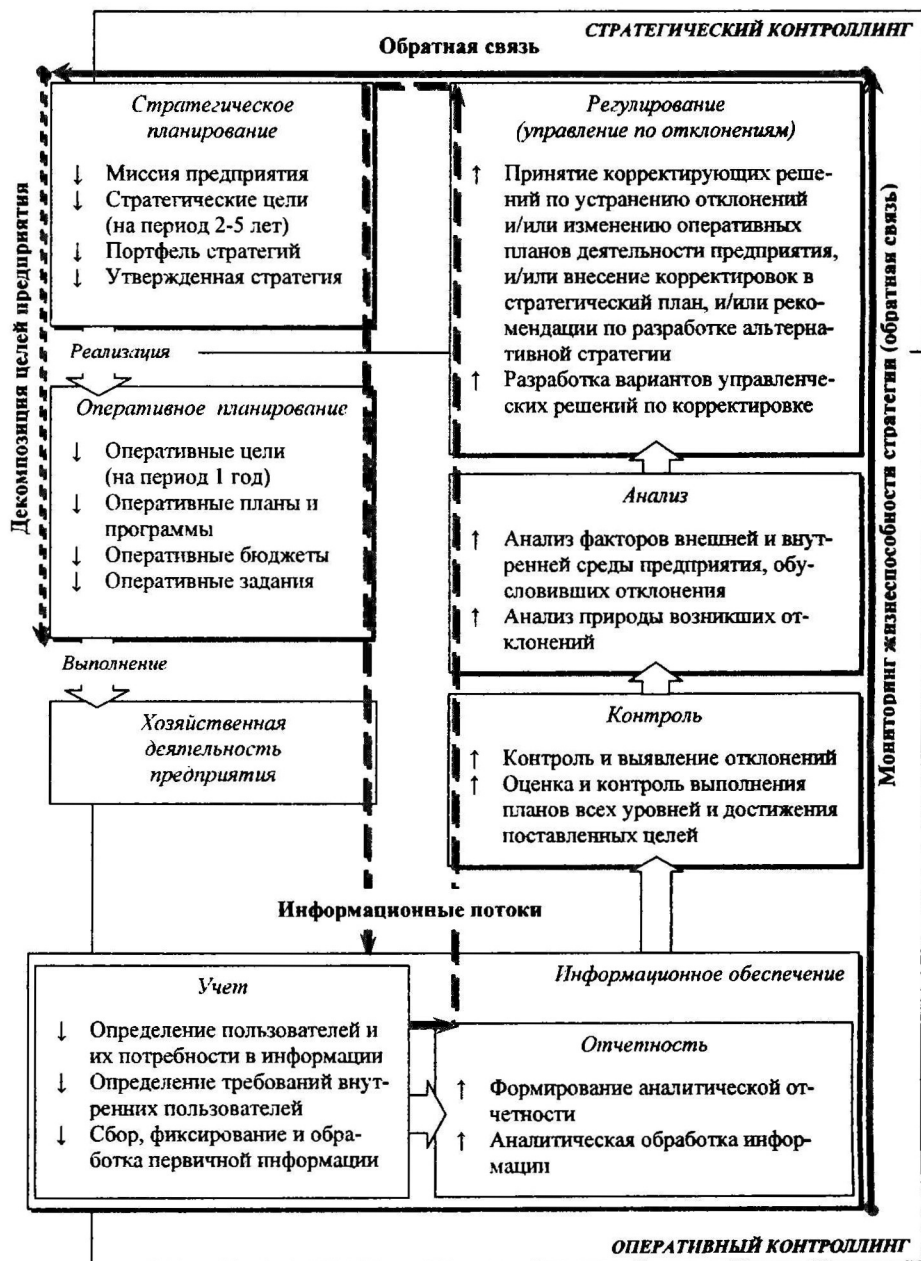 СТРАТЕГИЧЕСКИЙ КОНТРОЛЛИНГ
Обратная связь
Декомпозиция целей предприятия
Стратегическое
планирование
↓ Миссия предприятия
↓ Стратегические цели
(на период 2-5 лет)
↓ Портфель стратегий
↓ Утвержденная стратегия
Реализация
Оперативное планирование
↓ Оперативные цели
(на период 1 год)
↓ Оперативные планы и
программы
↓ Оперативные бюджеты
↓ Оперативные задания
Выполнение
Хозяйственная
деятельность
предприятия
Регулирование
(управление по отклонениям)
↑ Принятие корректирующих реше-
ний по устранению отклонений
и/или изменению оперативных
планов деятельности предприятия,
и/или внесение корректировок в
стратегический план, и/или реко-
мендации по разработке альтерна-
тивной стратегии
↑ Разработка вариантов управленче-
ских решений по корректировке
Анализ
↑ Анализ факторов внешней и внут-
ренней среды предприятия, обу-
словивших отклонения
↑ Анализ природы возникших от-
клонений
Контроль
↑ Контроль и выявление отклонений
↑ Оценка и контроль выполнения
планов всех уровней и достижения
поставленных целей
Мониторинг жизнеспособности стратегии (обратная связь)
Информационные потоки
Информационное обеспечение
Учет
↓ Определение пользователей и
их потребности в информации
↓ Определение требований внут-
ренних пользователей
↓ Сбор, фиксирование и обра-
ботка первичной информации
Отчетность
↑ Формирование аналитической от-
четности
↑ Аналитическая обработка инфор-
мации
ОПЕРАТИВНЫЙ КОНТРОЛЛИНГ